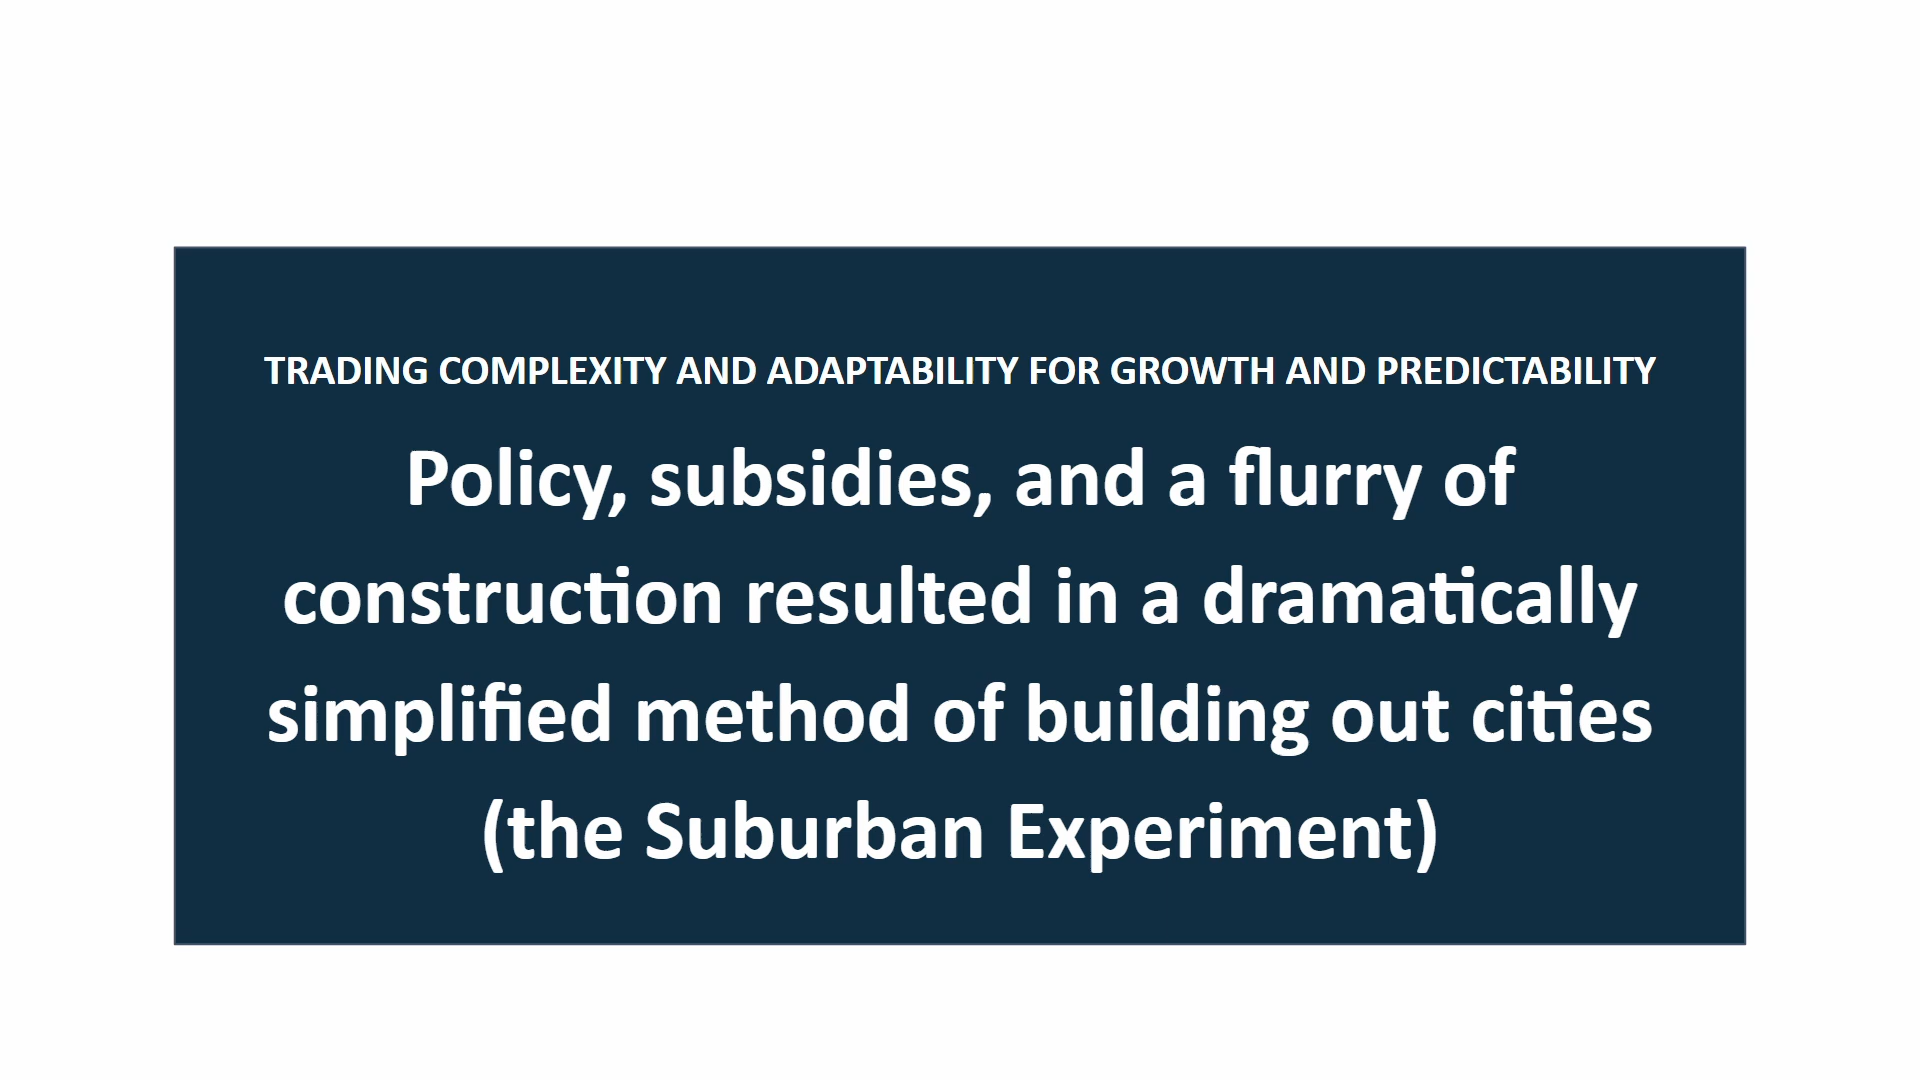 TRADING COMPLEXITY AND ADAPTABILITY FOR GROWTH AND PREDICTABILITY
Policy, subsidies, and a flurry of
construction resulted in a dramatically
simplified method of building out cities
(the Suburban Experiment)